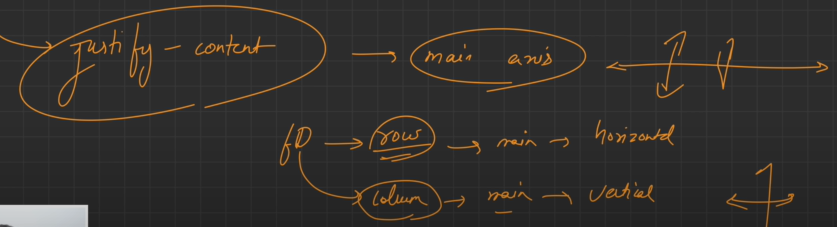 justify - content → main axis
fD → row → main → horizontal
column → main → vertical